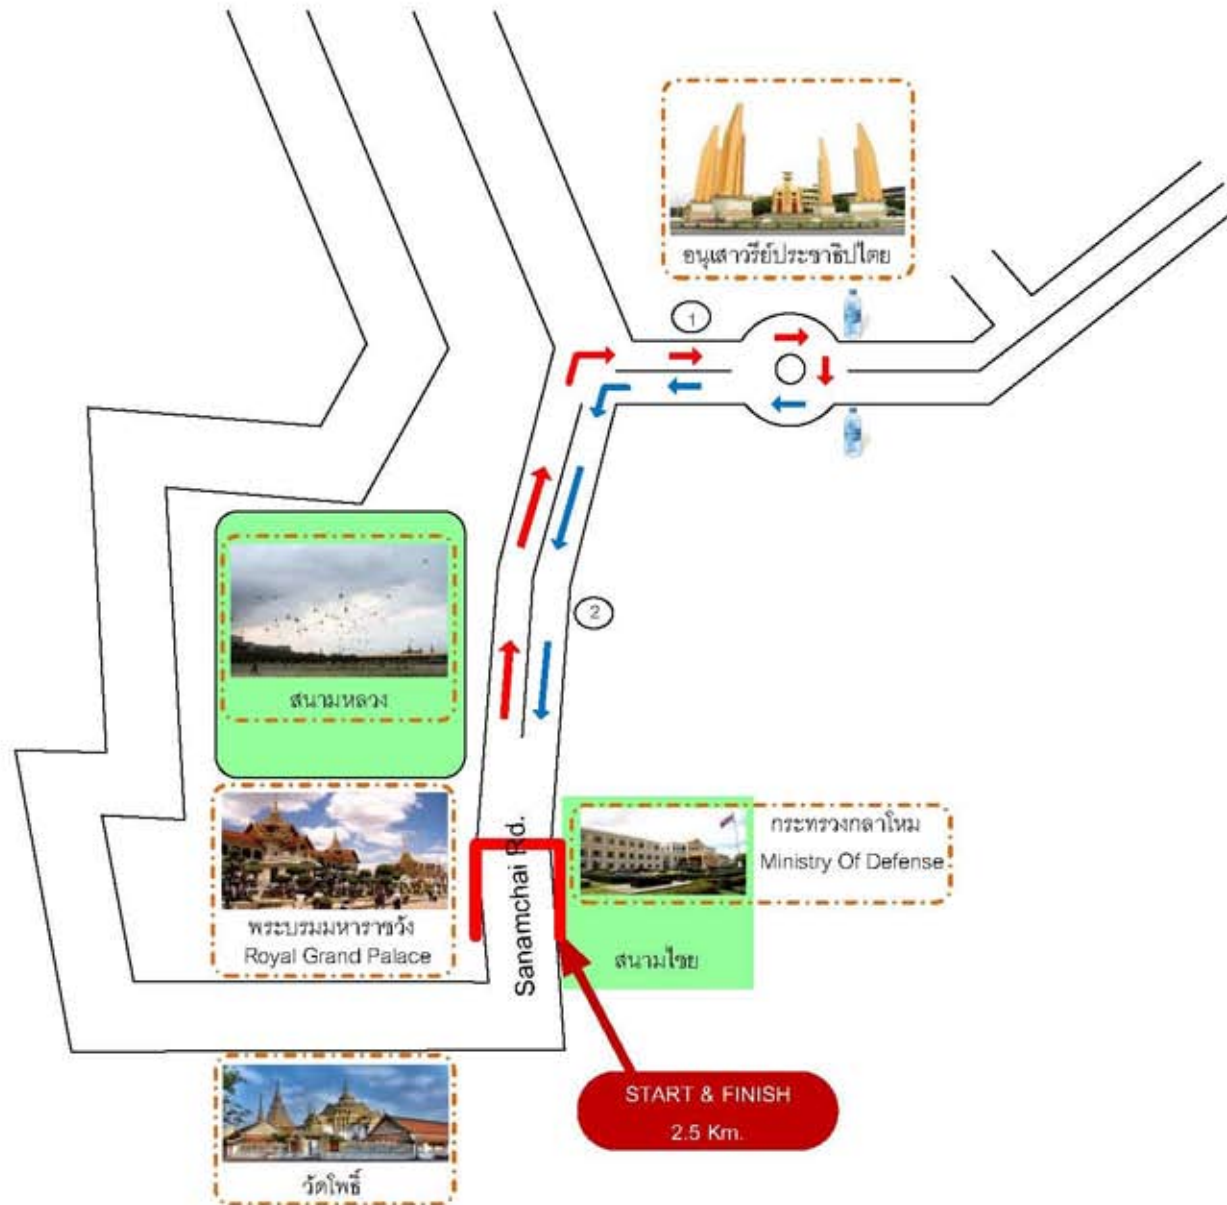 อนุเสาวรีย์ประชาธิปไตย
1
2
สนามหลวง
กระทรวงกลาโหม
Ministry Of Defense
พระบรมมหาราชวัง
Royal Grand Palace
Sanamchai Rd.
สนามไชย
START & FINISH
2.5 Km.
วัดโพธิ์